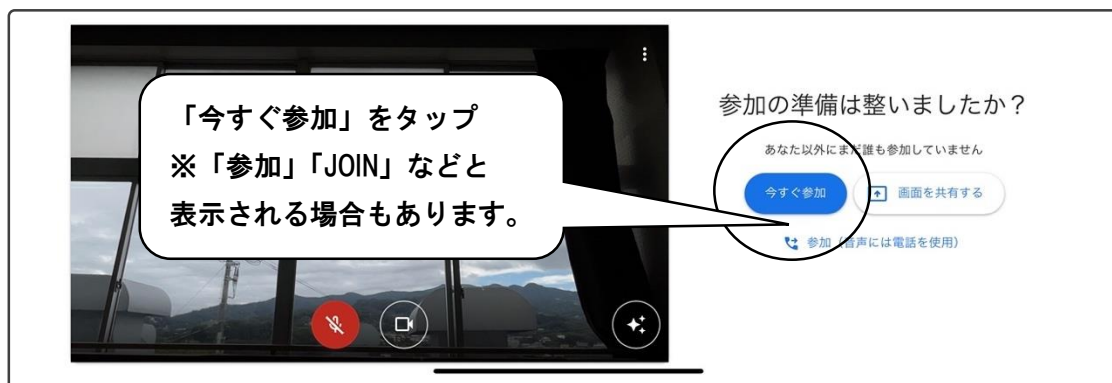 「今すぐ参加」をタップ
※「参加」「JOIN」などと
表示される場合もあります。
参加の準備は整いましたか？
あなた以外にまだ誰も参加していません
今すぐ参加
画面を共有する
参加（音声には電話を使用）